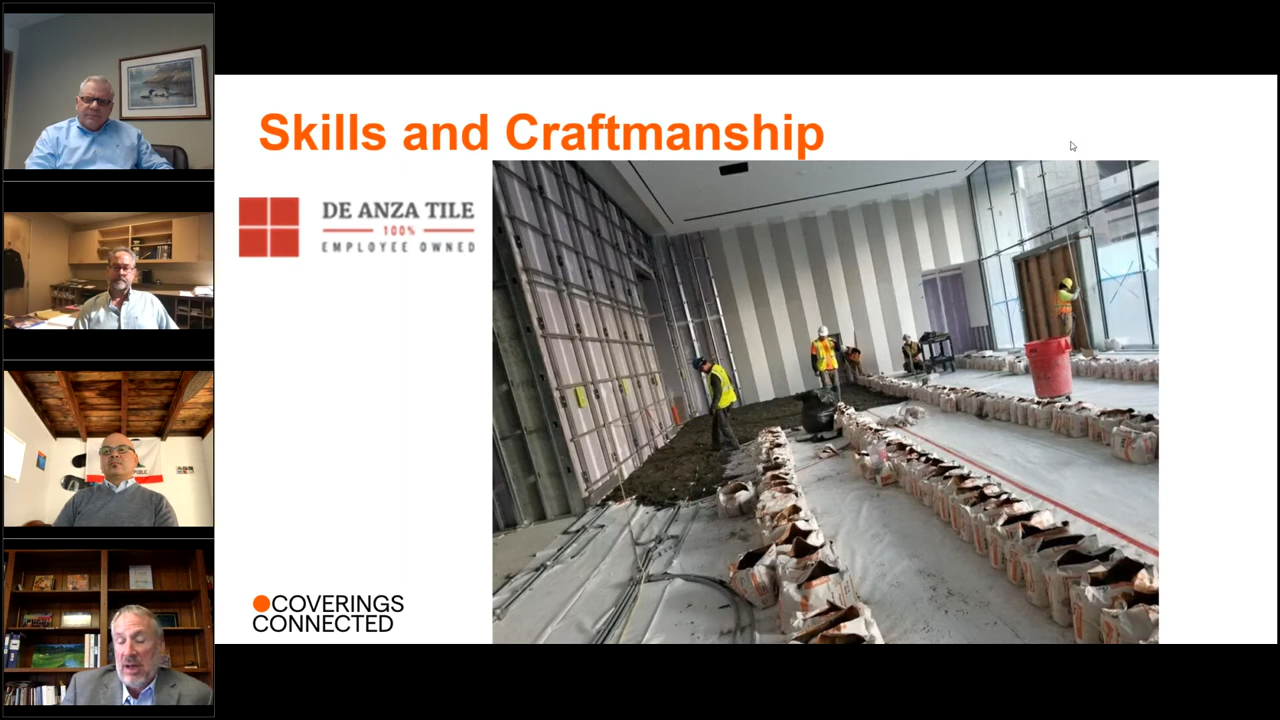 Skills and Craftmanship
DE ANZA TILE
100%
EMPLOYEE OWNED
COVERINGS
CONNECTED